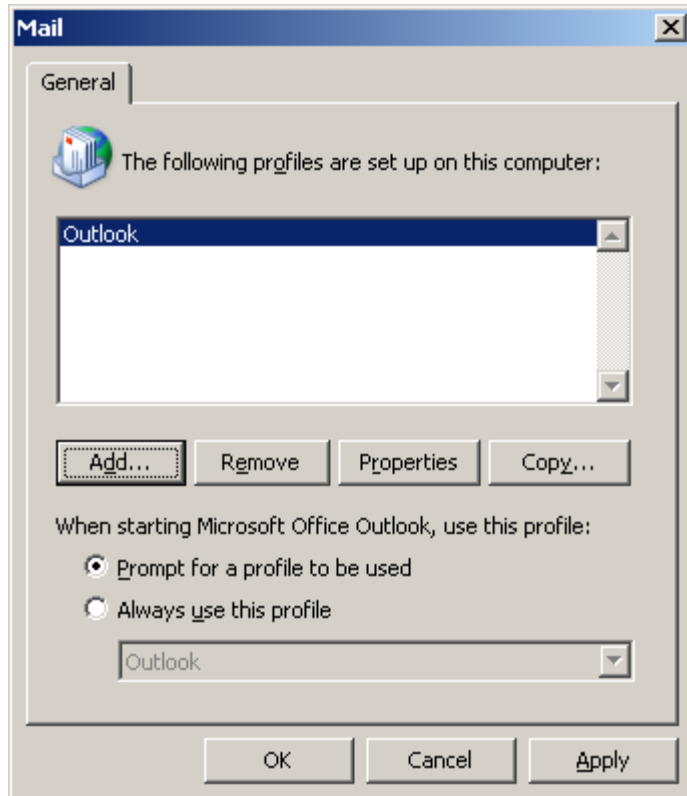 Mail
General
The following profiles are set up on this computer:
Outlook
Add... Remove Properties Copy...
When starting Microsoft Office Outlook, use this profile:
Prompt for a profile to be used
Always use this profile
Outlook
OK Cancel Apply